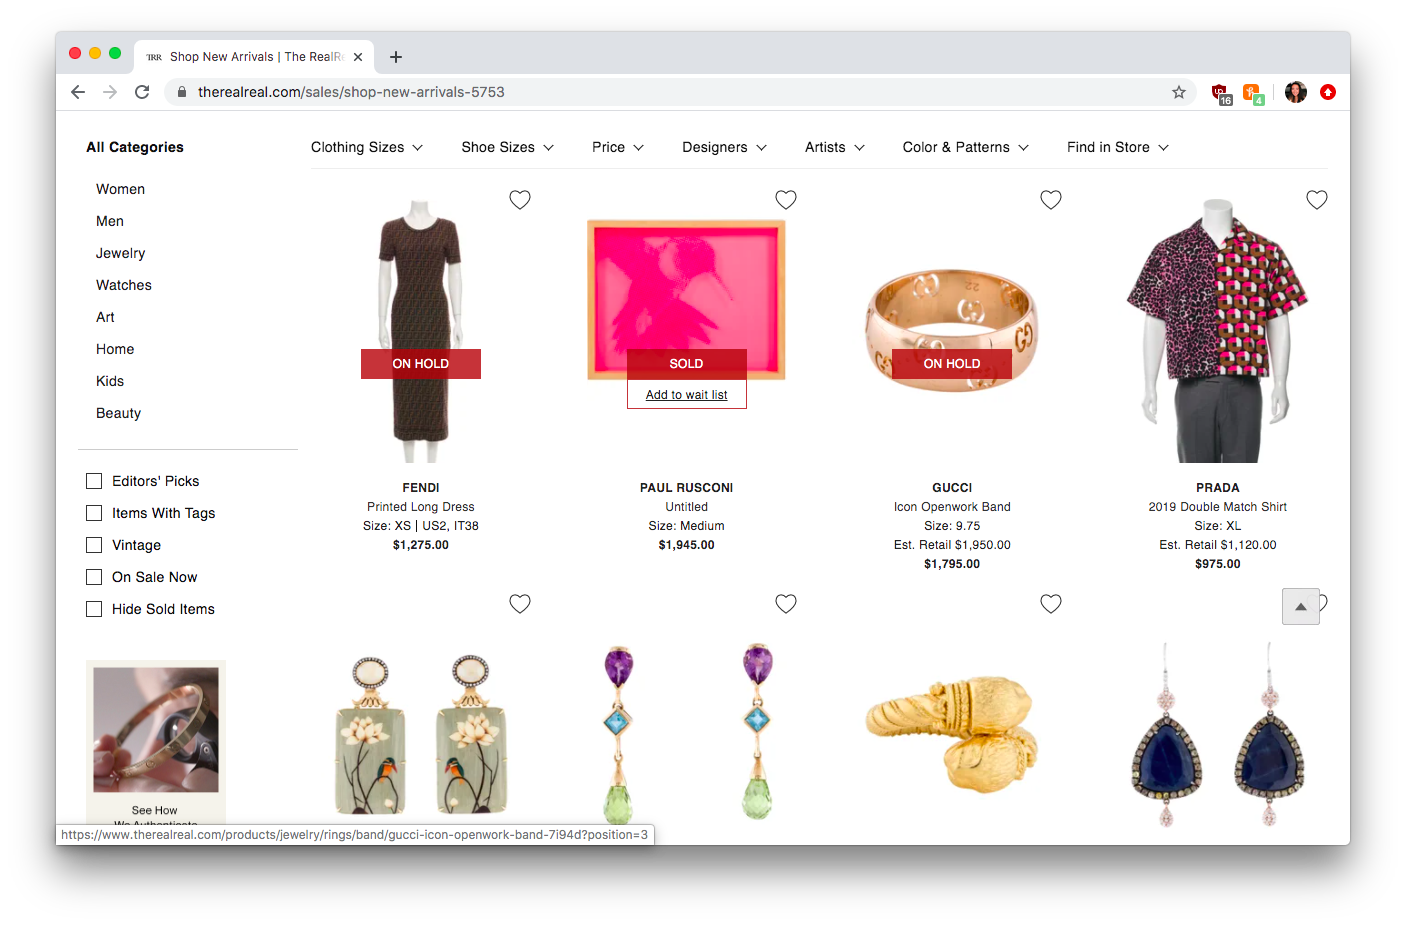 TRR Shop New Arrivals | The RealRe
therealreal.com/sales/shop-new-arrivals-5753
16
4
All Categories
Women
Men
Jewelry
Watches
Art
Home
Kids
Beauty
Editors' Picks
Items With Tags
Vintage
On Sale Now
Hide Sold Items
See How
We Authenticate
Clothing Sizes
Shoe Sizes
Price
Designers
Artists
Color & Patterns
Find in Store
ON HOLD
FENDI
Printed Long Dress
Size: XS | US2, IT38
$1,275.00
SOLD
Add to wait list
PAUL RUSCONI
Untitled
Size: Medium
$1,945.00
22
ON HOLD
GUCCI
Icon Openwork Band
Size: 9.75
Est. Retail $1,950.00
$1,795.00
PRADA
2019 Double Match Shirt
Size: XL
Est. Retail $1,120.00
$975.00
https://www.therealreal.com/products/jewelry/rings/band/gucci-icon-openwork-band-7i94d?position=3